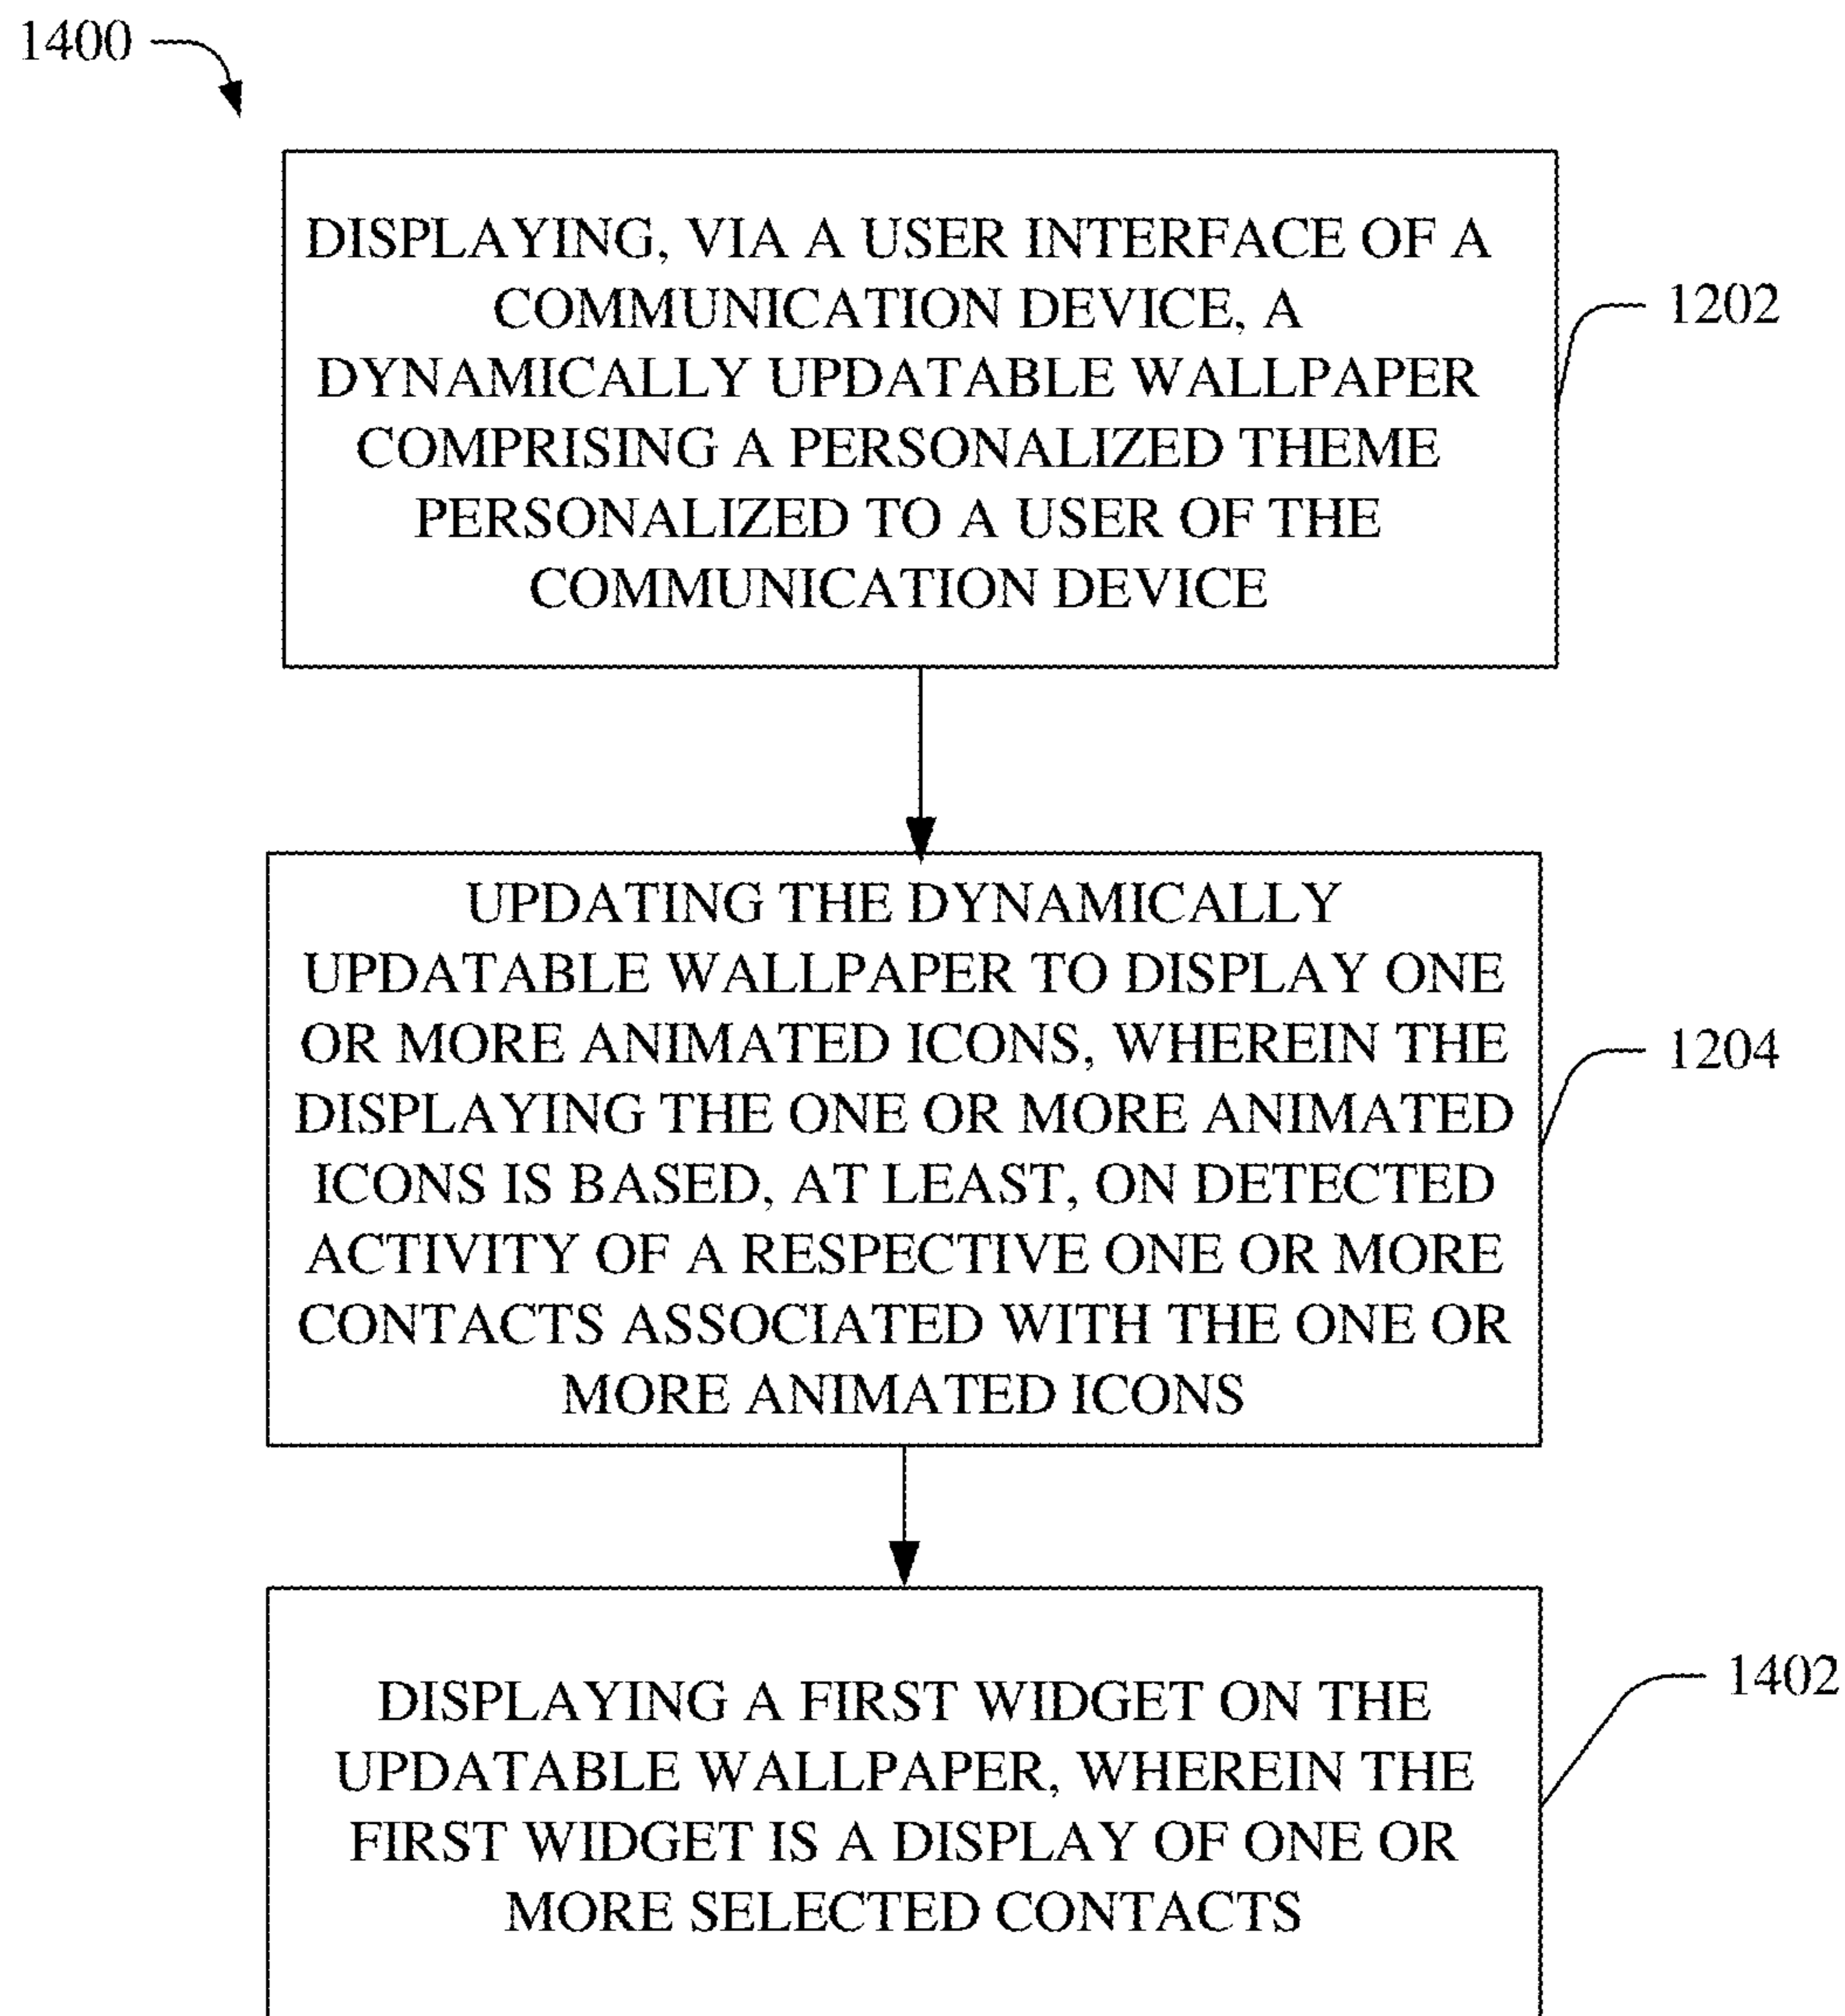 1400
DISPLAYING, VIA A USER INTERFACE OF A
COMMUNICATION DEVICE, A
DYNAMICALLY UPDATABLE WALLPAPER
COMPRISING A PERSONALIZED THEME
PERSONALIZED TO A USER OF THE
COMMUNICATION DEVICE
1202
UPDATING THE DYNAMICALLY
UPDATABLE WALLPAPER TO DISPLAY ONE
OR MORE ANIMATED ICONS, WHEREIN THE
DISPLAYING THE ONE OR MORE ANIMATED
ICONS IS BASED, AT LEAST, ON DETECTED
ACTIVITY OF A RESPECTIVE ONE OR MORE
CONTACTS ASSOCIATED WITH THE ONE OR
MORE ANIMATED ICONS
1204
DISPLAYING A FIRST WIDGET ON THE
UPDATABLE WALLPAPER, WHEREIN THE
FIRST WIDGET IS A DISPLAY OF ONE OR
MORE SELECTED CONTACTS
1402